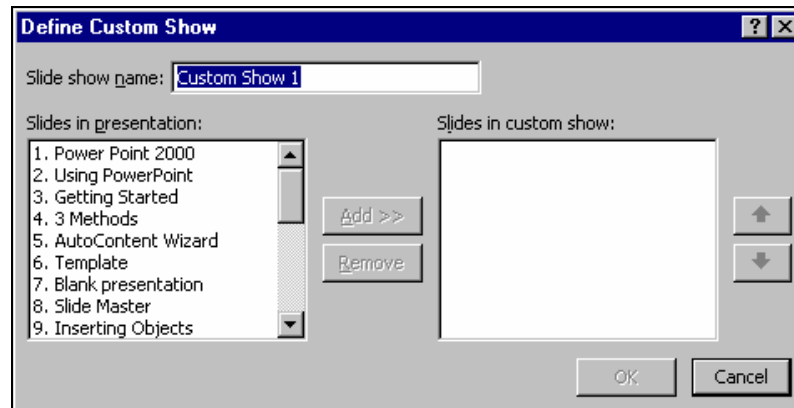 Define Custom Show
Slide show name: Custom Show 1
Slides in presentation:
Slides in custom show:
1. Power Point 2000
2. Using PowerPoint
3. Getting Started
4. 3 Methods
5. AutoContent Wizard
6. Template
7. Blank presentation
8. Slide Master
9. Inserting Objects
Add >>
Remove
OK
Cancel